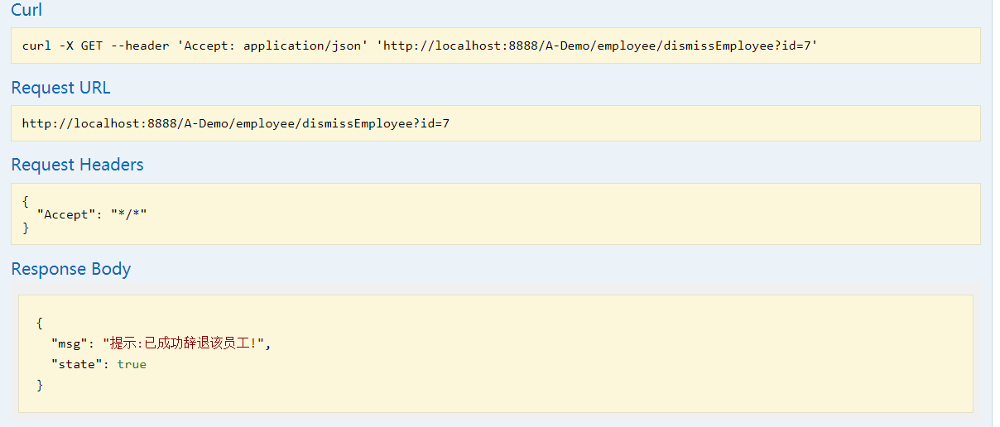 Curl
curl -X GET --header 'Accept: application/json' 'http://localhost:8888/A-Demo/employee/dismissEmployee?id=7'
Request URL
http://localhost:8888/A-Demo/employee/dismissEmployee?id=7
Request Headers
{
  "Accept": "*/*"
}
Response Body
{
  "msg": "提示:已成功辞退该员工!",
  "state": true
}